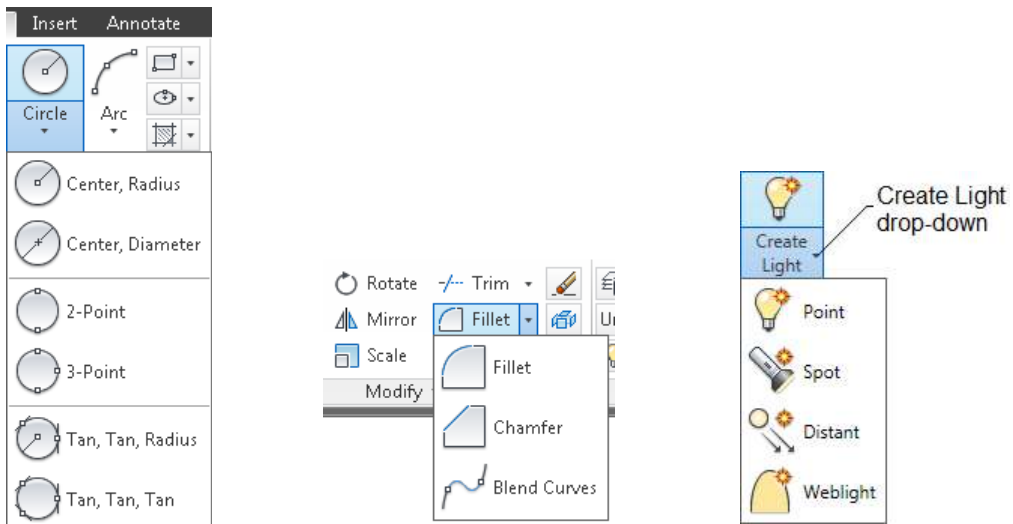 Insert Annotate
Circle Arc
Center, Radius
Center, Diameter
2-Point
3-Point
Tan, Tan, Radius
Tan, Tan, Tan
Rotate Trim
Mirror Fillet
Scale
Modify
Fillet
Chamfer
Blend Curves
Create
Light
Create Light
drop-down
Point
Spot
Distant
Weblight